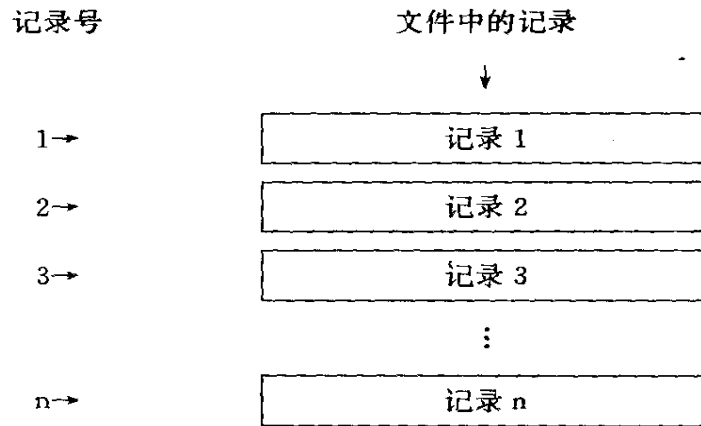 记录号 文件中的记录
↓
1→ 记录 1
2→ 记录 2
3→ 记录 3
⋮
n→ 记录 n